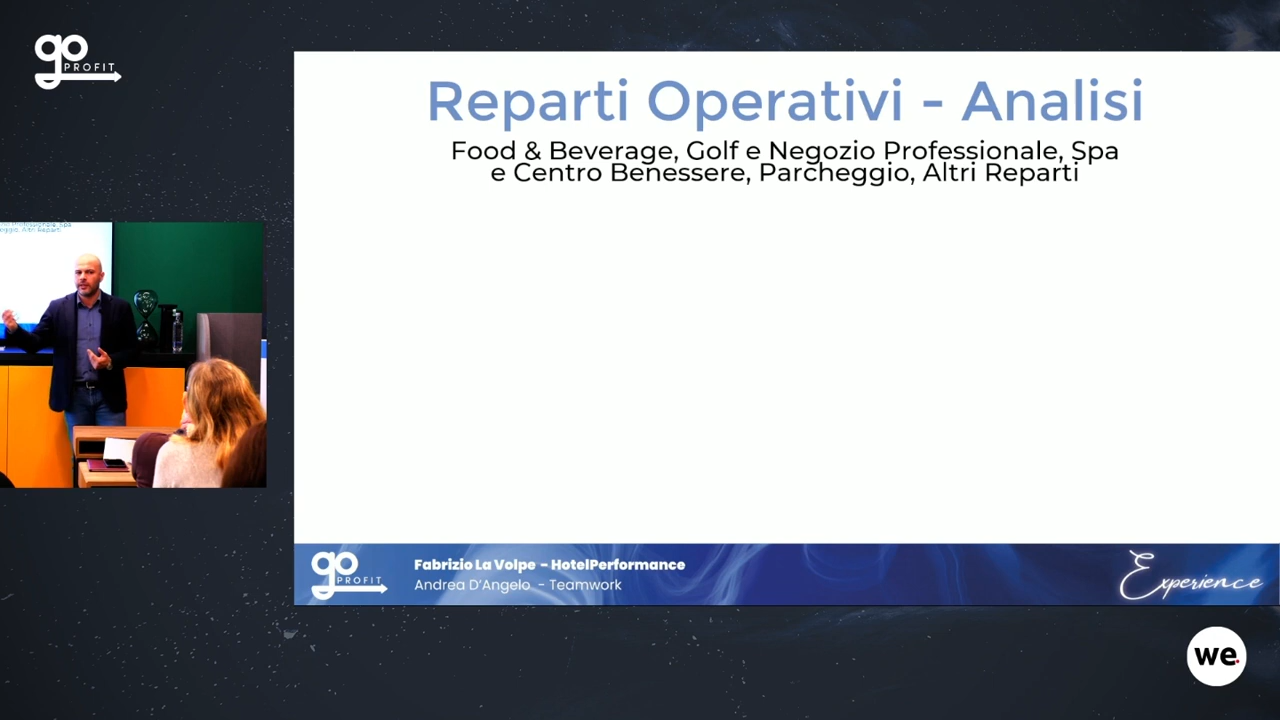 go
PROFIT
Reparti Operativi - Analisi
Food & Beverage, Golf e Negozio Professionale, Spa
e Centro Benessere, Parcheggio, Altri Reparti
go
PROFIT
Fabrizio La Volpe - HotelPerformance
Andrea D'Angelo - Teamwork
Experience
we.